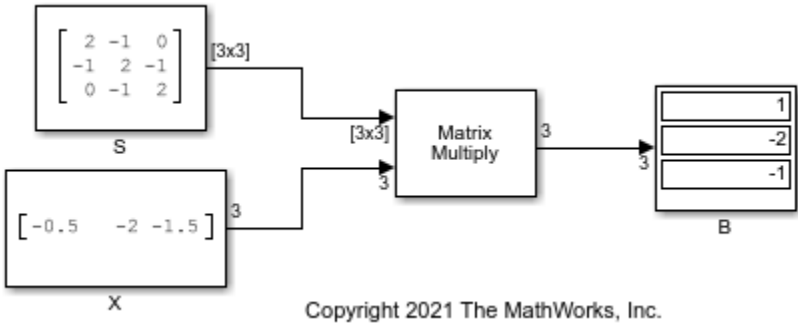 2 -1 0
-1 2 -1
0 -1 2
[3x3]
S
[-0.5 -2 -1.5]
3
X
[3x3]
3
Matrix
Multiply
3
3
1
-2
-1
B
Copyright 2021 The MathWorks, Inc.